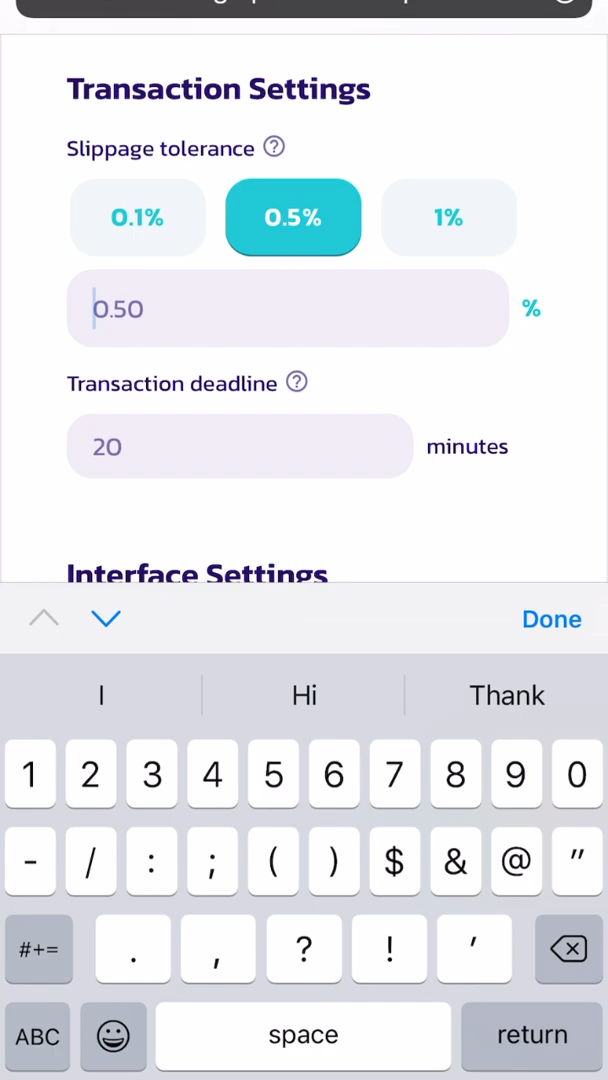 Transaction Settings
Slippage tolerance ?
0.1% 0.5% 1%
0.50 %
Transaction deadline ?
20 minutes
Interface Settings
Done
I Hi Thank
1 2 3 4 5 6 7 8 9 0
- / : ; ( ) $ & @ "
#+= . , ? ! '
ABC space return